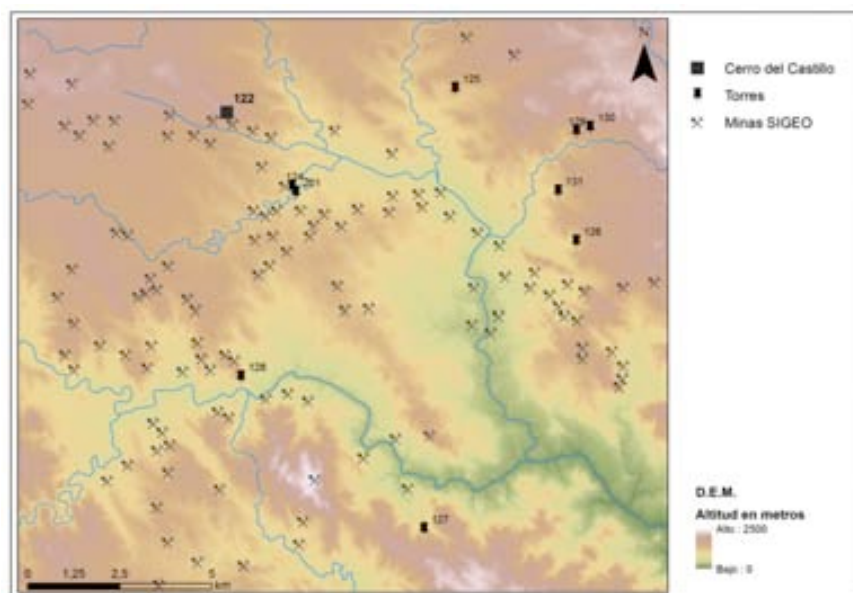 N
Cerro del Castillo
Torres
Minas SIGEO
125
122
130
131
126
128
127
D.E.M.
Altitud en metros
Alto : 2500
Bajo : 0
0 1,25 2,5 5
km